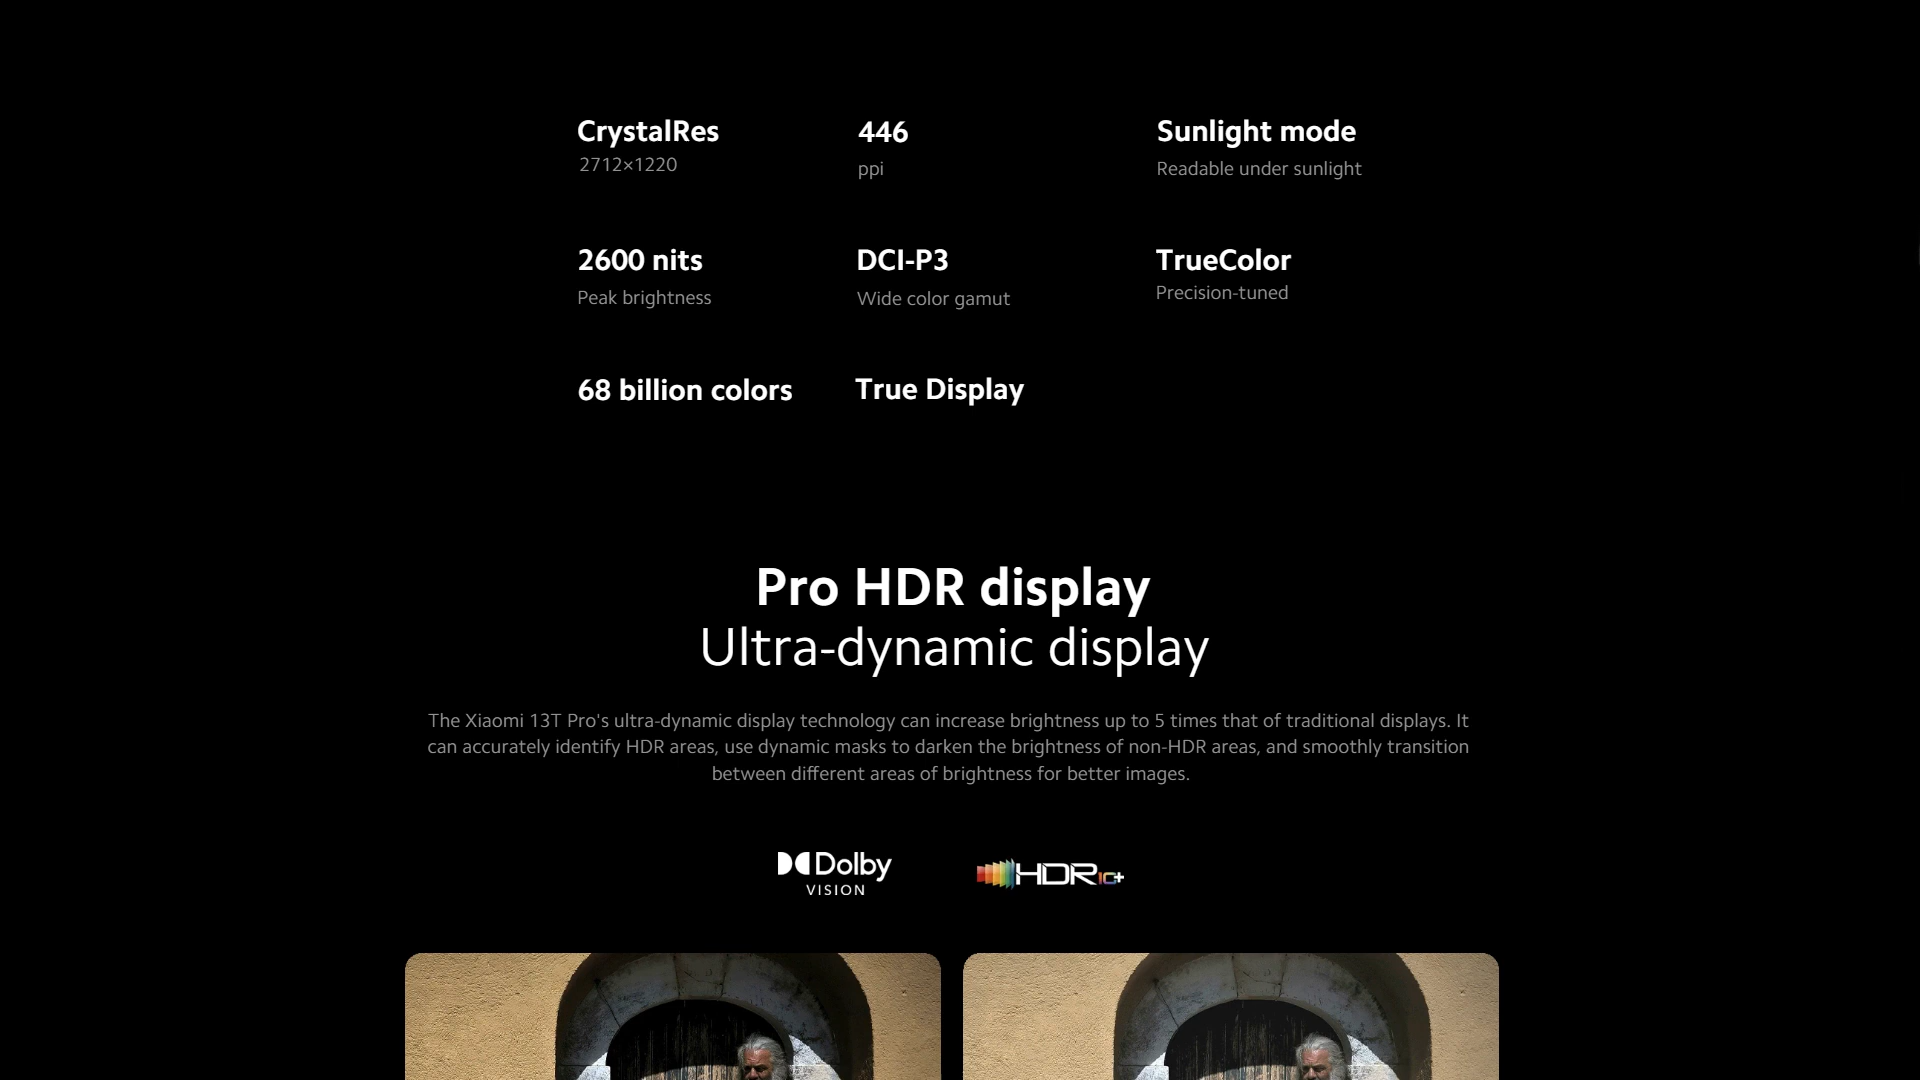 CrystalRes
2712×1220
446
ppi
Sunlight mode
Readable under sunlight
2600 nits
Peak brightness
DCI-P3
Wide color gamut
TrueColor
Precision-tuned
68 billion colors
True Display
Pro HDR display
Ultra-dynamic display
The Xiaomi 13T Pro's ultra-dynamic display technology can increase brightness up to 5 times that of traditional displays. It
can accurately identify HDR areas, use dynamic masks to darken the brightness of non-HDR areas, and smoothly transition
between different areas of brightness for better images.
Dolby
VISION
HDR10+